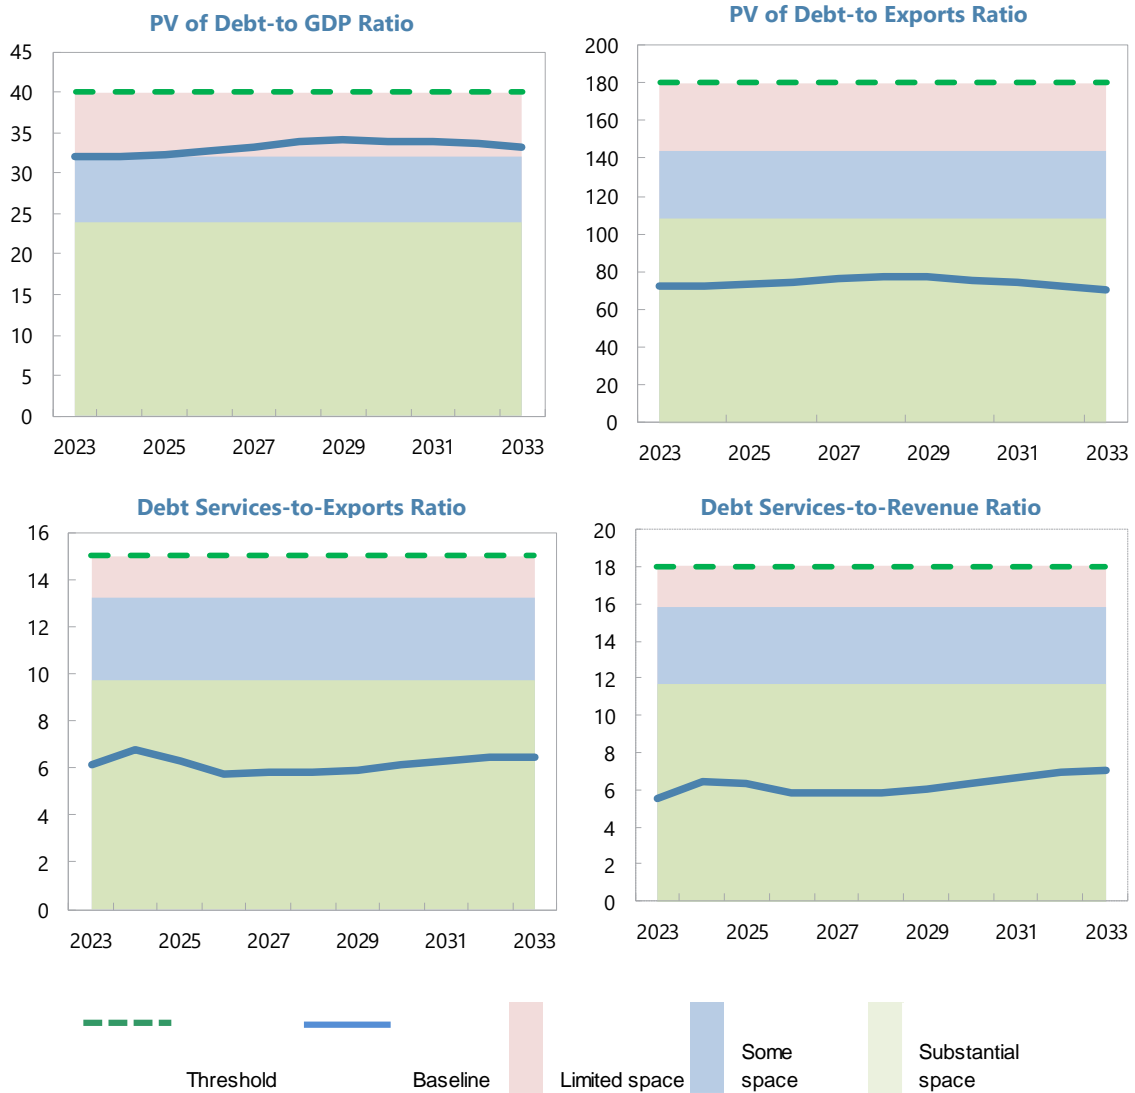 PV of Debt-to GDP Ratio
45
40
35
30
25
20
15
10
5
0
2023 2025 2027 2029 2031 2033
PV of Debt-to Exports Ratio
200
180
160
140
120
100
80
60
40
20
0
2023 2025 2027 2029 2031 2033
Debt Services-to-Exports Ratio
16
14
12
10
8
6
4
2
0
2023 2025 2027 2029 2031 2033
Debt Services-to-Revenue Ratio
20
18
16
14
12
10
8
6
4
2
0
2023 2025 2027 2029 2031 2033
Threshold
Baseline
Limited space
Some
space
Substantial
space